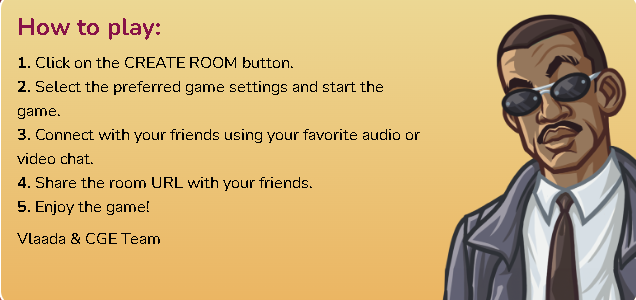 How to play:
1. Click on the CREATE ROOM button.
2. Select the preferred game settings and start the
game.
3. Connect with your friends using your favorite audio or
video chat.
4. Share the room URL with your friends.
5. Enjoy the game!
Vlaada & CGE Team